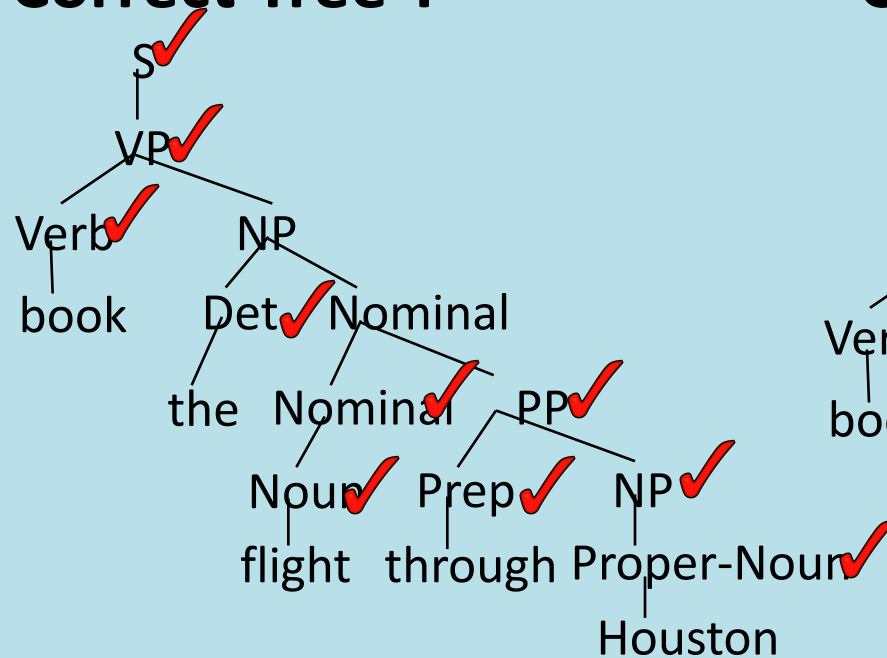 S
VP
Verb NP
book Det Nominal
the Nominal PP
Noun Prep NP
flight through Proper-Noun
Houston